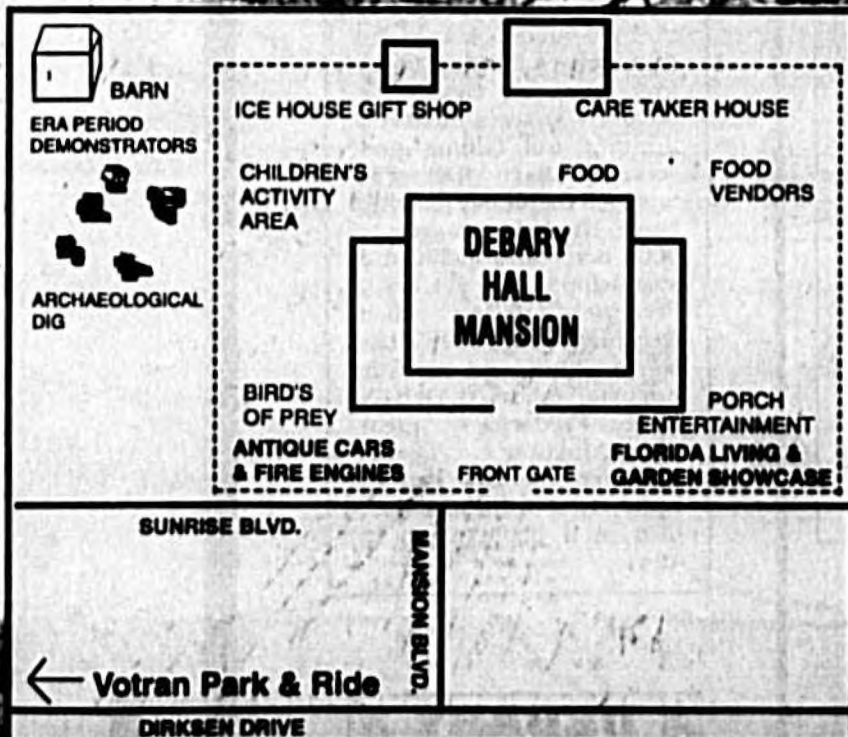 BARN
ERA PERIOD
DEMONSTRATORS
ARCHAEOLOGICAL
DIG
ICE HOUSE GIFT SHOP
CARE TAKER HOUSE
CHILDREN'S
ACTIVITY
AREA
FOOD
FOOD
VENDORS
DEBARY
HALL
MANSION
BIRD'S
OF PREY
ANTIQUE CARS
& FIRE ENGINES
FRONT GATE
PORCH
ENTERTAINMENT
FLORIDA LIVING &
GARDEN SHOWCASE
SUNRISE BLVD.
MANSION BLVD.
Votran Park & Ride
DIRKSEN DRIVE